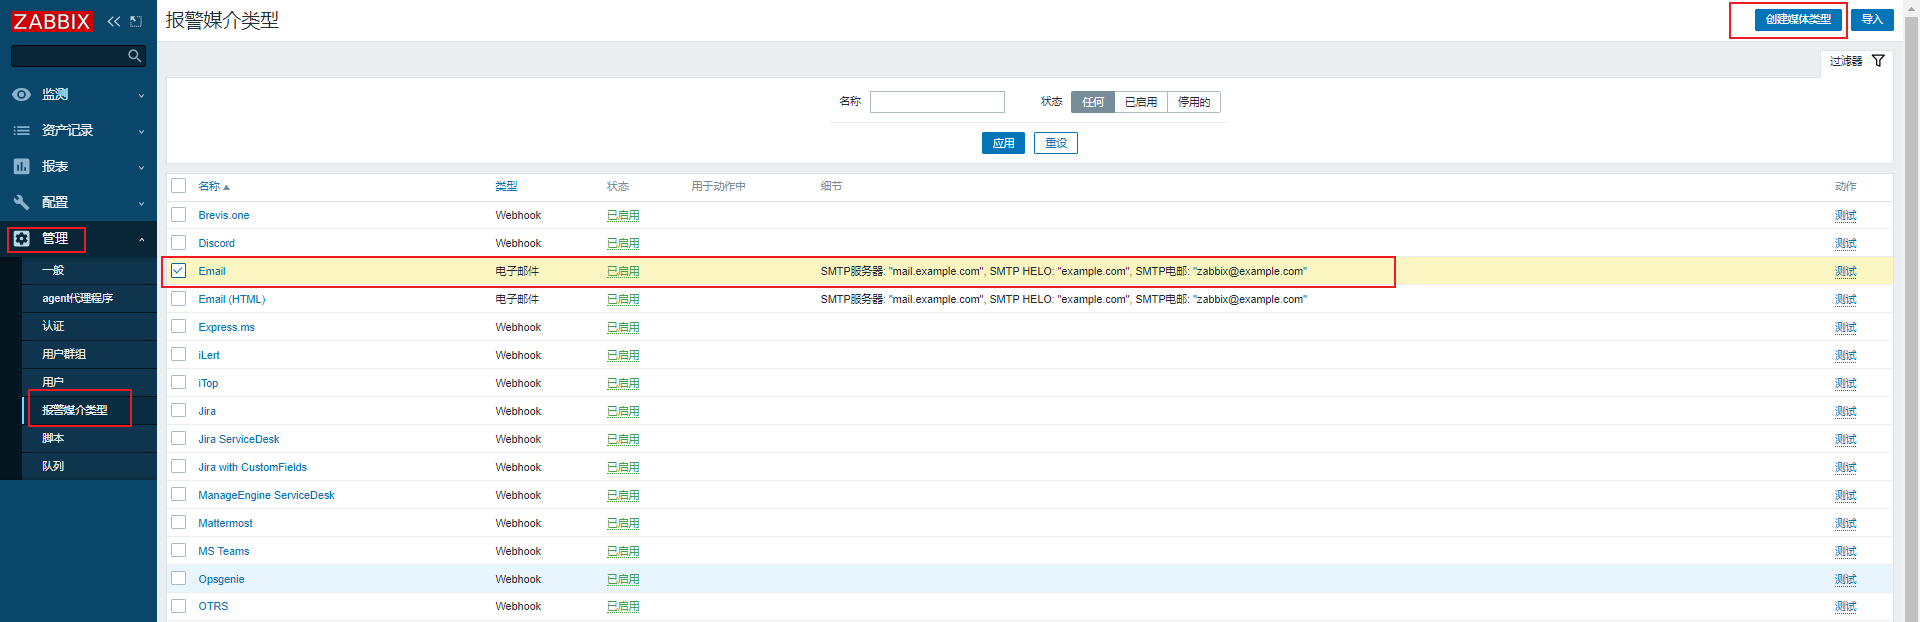 ZABBIX
监测
资产记录
报表
配置
管理
一般
agent代理程序
认证
用户群组
用户
报警媒介类型
脚本
队列
报警媒介类型
创建媒体类型 导入
过滤器
名称 状态 任何 已启用 停用的
应用 重设
名称 类型 状态 用于动作中 细节 动作
Brevis.one Webhook 已启用 测试
Discord Webhook 已启用 测试
Email 电子邮件 已启用 SMTP服务器: "mail.example.com", SMTP HELO: "example.com", SMTP电邮: "zabbix@example.com" 测试
Email (HTML) 电子邮件 已启用 SMTP服务器: "mail.example.com", SMTP HELO: "example.com", SMTP电邮: "zabbix@example.com" 测试
Express.ms Webhook 已启用 测试
iLert Webhook 已启用 测试
iTop Webhook 已启用 测试
Jira Webhook 已启用 测试
Jira ServiceDesk Webhook 已启用 测试
Jira with CustomFields Webhook 已启用 测试
ManageEngine ServiceDesk Webhook 已启用 测试
Mattermost Webhook 已启用 测试
MS Teams Webhook 已启用 测试
Opsgenie Webhook 已启用 测试
OTRS Webhook 已启用 测试